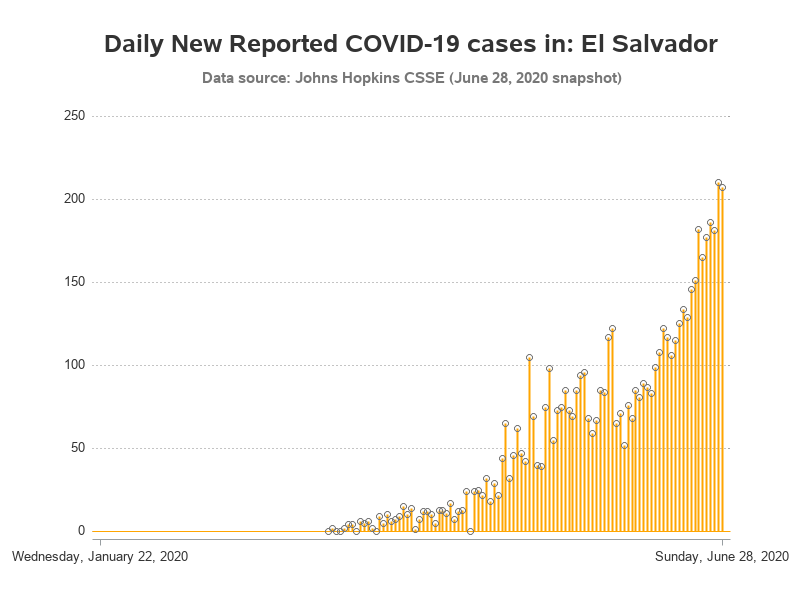 Daily New Reported COVID-19 cases in: El Salvador
Data source: Johns Hopkins CSSE (June 28, 2020 snapshot)
250
200
150
100
50
0
Wednesday, January 22, 2020
Sunday, June 28, 2020